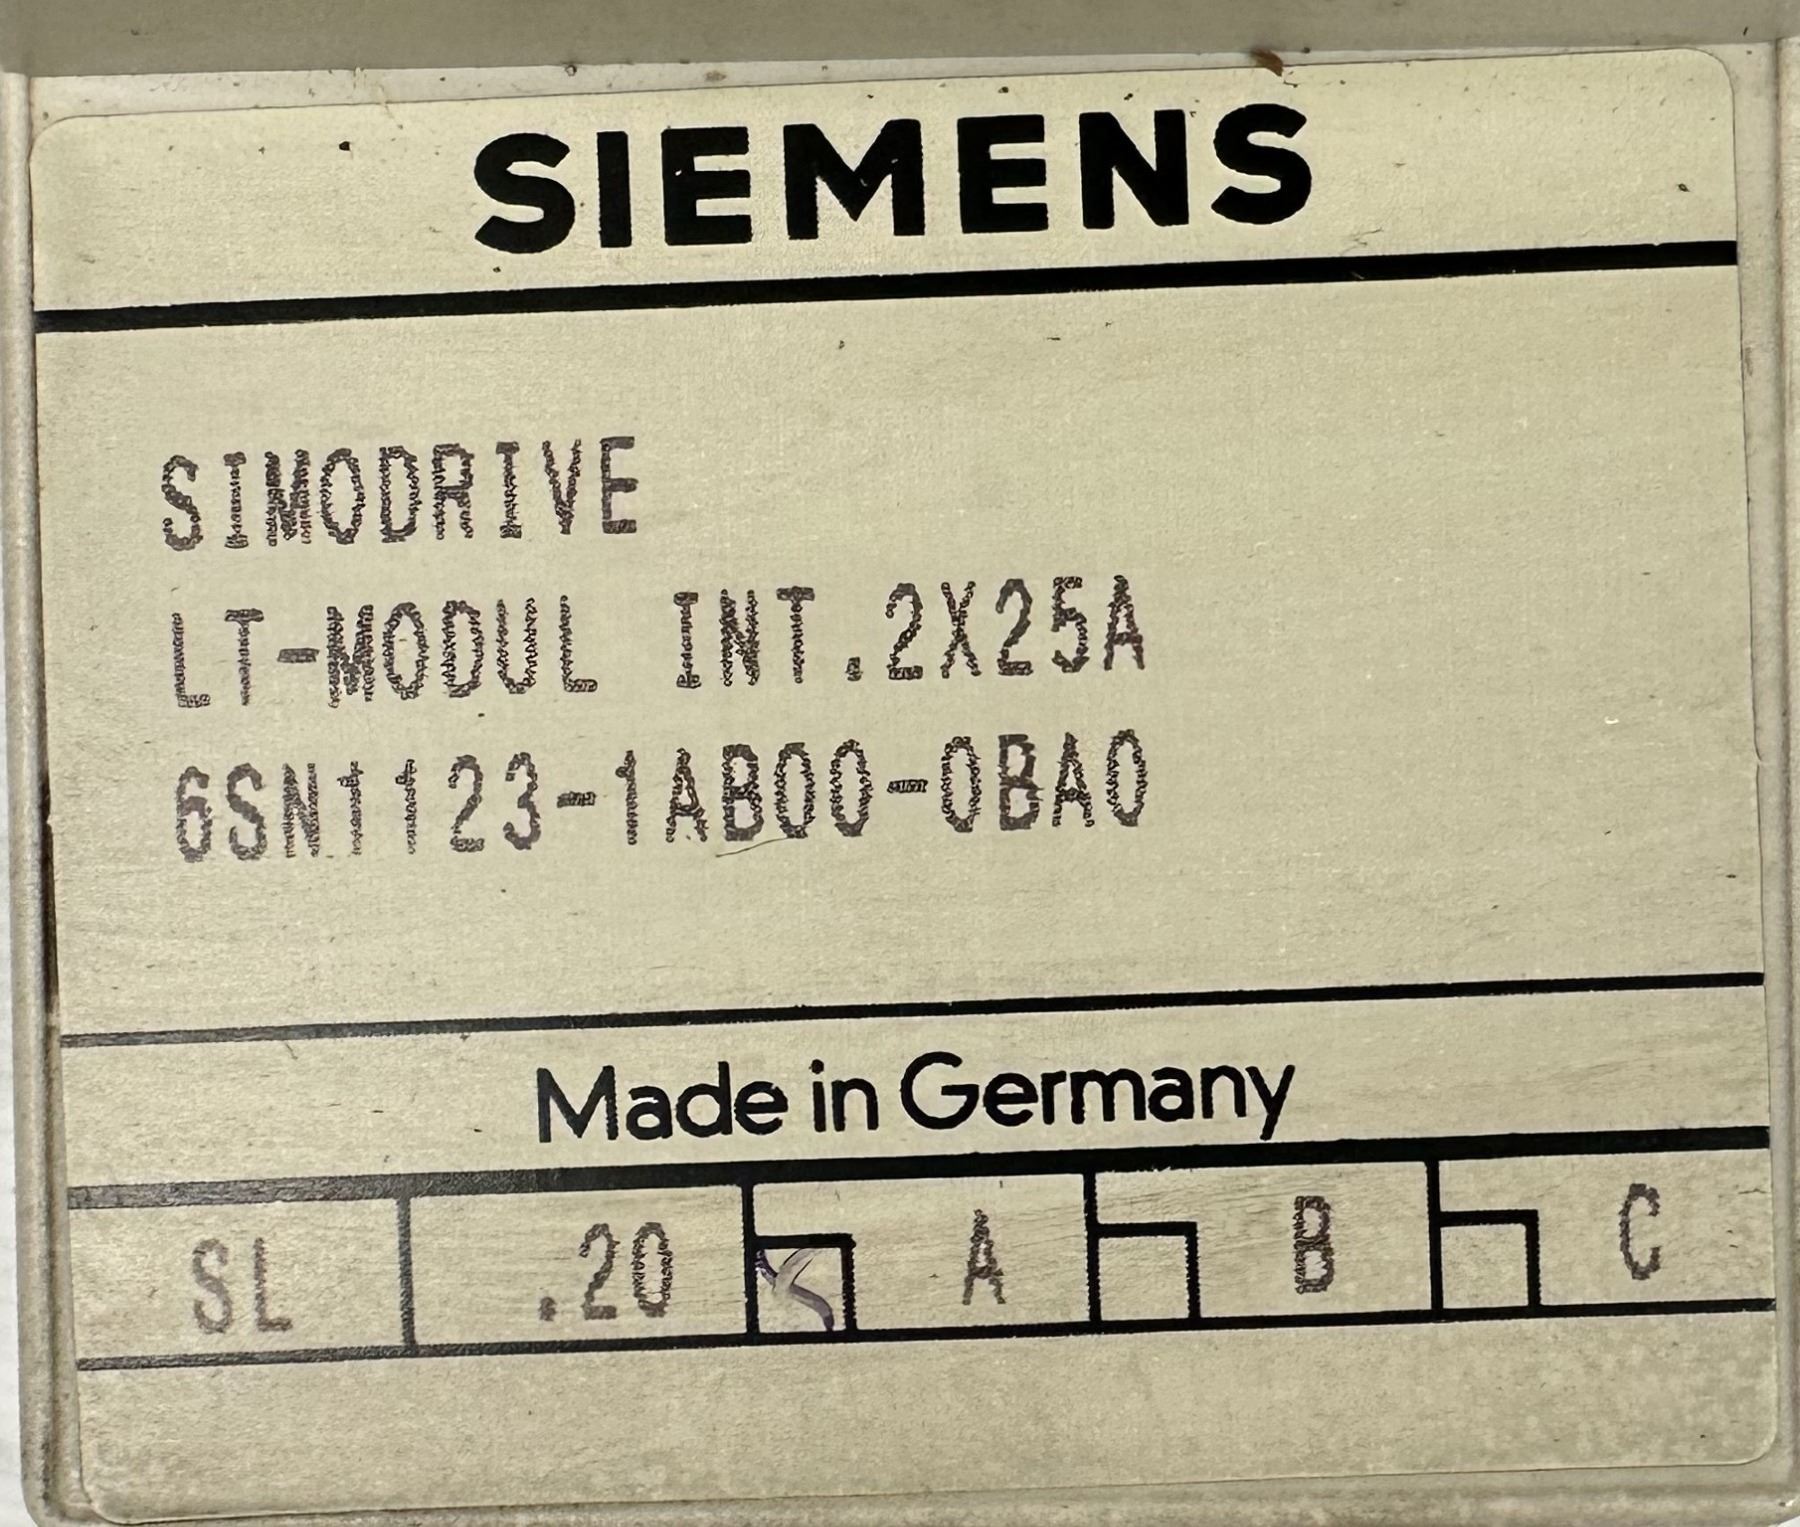 SIEMENS
SIMODRIVE
LT-MODUL INT.2X25A
6SN1123-1AB00-0BA0
Made in Germany
SL .20 A B C